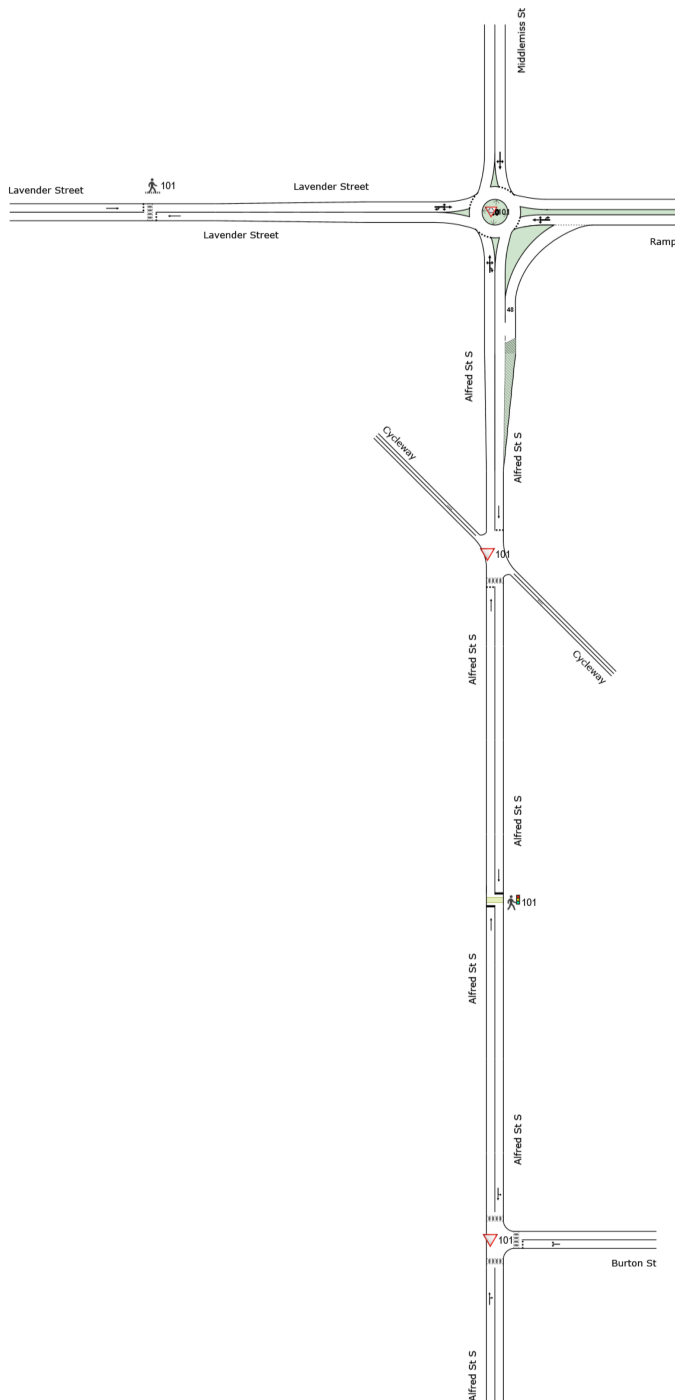 Middlemiss St
101
Lavender Street
Lavender Street
Lavender Street
Ramp
48
Alfred St S
Alfred St S
Cycleway
101
Alfred St S
Cycleway
Alfred St S
101
Alfred St S
Alfred St S
101
Burton St
Alfred St S